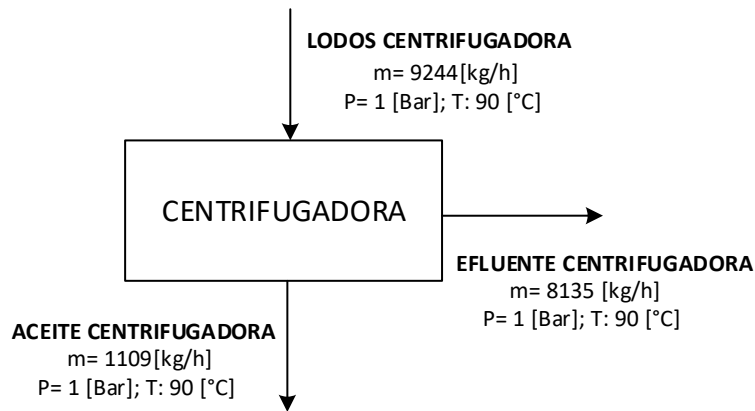 LODOS CENTRIFUGADORA
m= 9244[kg/h]
P= 1 [Bar]; T: 90 [°C]
CENTRIFUGADORA
EFLUENTE CENTRIFUGADORA
m= 8135 [kg/h]
P= 1 [Bar]; T: 90 [°C]
ACEITE CENTRIFUGADORA
m= 1109[kg/h]
P= 1 [Bar]; T: 90 [°C]